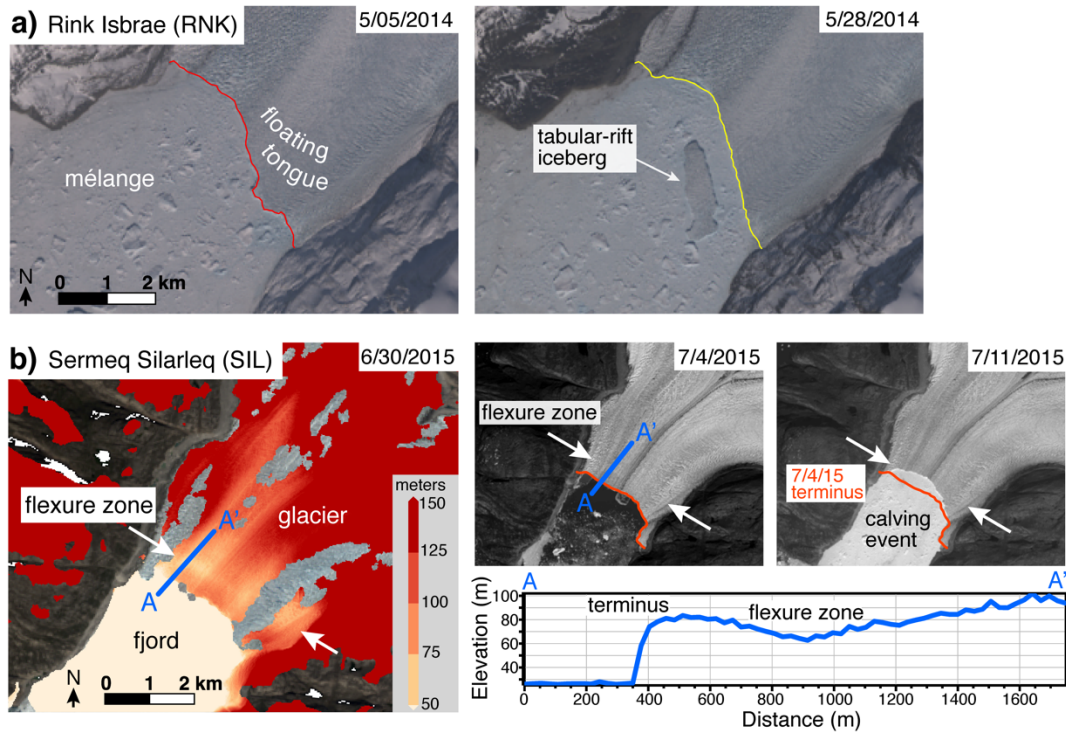 a) Rink Isbrae (RNK)
5/05/2014
5/28/2014
floating
tongue
mélange
tabular-rift
iceberg
N
0 1 2 km
b) Sermeq Silarleq (SIL)
6/30/2015
7/4/2015
7/11/2015
flexure zone
A'
A
glacier
fjord
meters
150
125
100
75
50
N
0 1 2 km
flexure zone
A'
A
7/4/15
terminus
calving
event
A
A'
Elevation (m)
100
80
60
40
terminus
flexure zone
0 200 400 600 800 1000 1200 1400 1600
Distance (m)